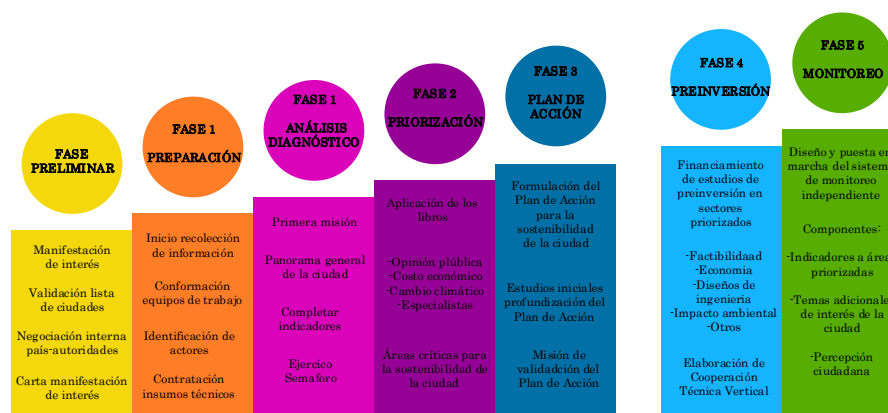 FASE
PRELIMINAR
Manifestación
de interés
Validación lista
de ciudades
Negociación interna
país-autoridades
Carta manifestación
de interés
FASE 1
PREPARACIÓN
Inicio recolección
de información
Conformación
equipos de trabajo
Identificación de
actores
Contratación
insumos técnicos
FASE 1
ANÁLISIS
DIAGNÓSTICO
Primera misión
Panorama general
de la ciudad
Completar
indicadores
Ejercico
Semaforo
FASE 2
PRIORIZACIÓN
Aplicación de los
libros
-Opinión plública
-Costo económico
-Cambio climático
-Especialistas
Áreas críticas para
la sostenibilidad de
la ciudad
FASE 3
PLAN DE
ACCIÓN
Formulación del
Plan de Acción
para la
sostenibilidad
de la ciudad
Estudios iniciales
profundización del
Plan de Acción
Misión de
validadción del
Plan de Acción
FASE 4
PREINVERSIÓN
Financiamiento
de estudios de
preinversión en
sectores
priorizados
-Factibilidaad
-Economia
-Diseños de
ingenieria
-Impacto ambiental
-Otros
Elaboración de
Cooperación
Técnica Vertical
FASE 5
MONITOREO
Diseño y puesta en
marcha del sistem
de monitoreo
independiente
Componentes:
-Indicadores a área
priorizadas
-Temas adicionale
de interés de la
ciudad
-Percepción
ciudadana